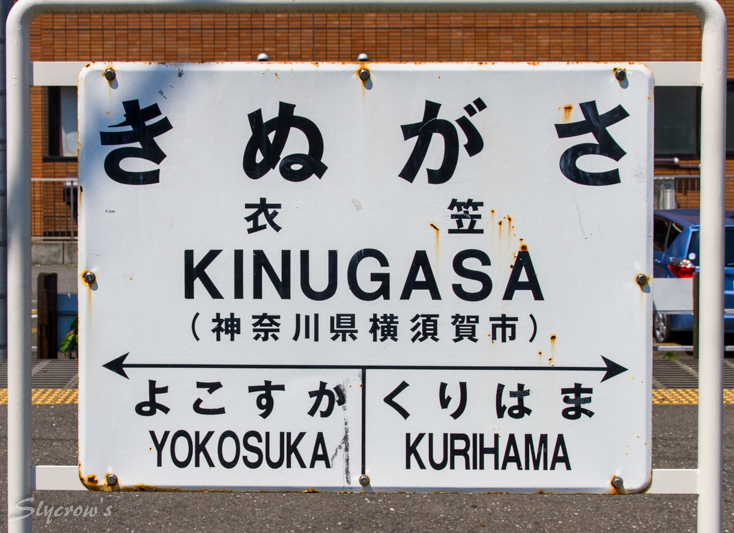 きぬがさ
衣笠
KINUGASA
(神奈川県横須賀市)
よこすか くりはま
YOKOSUKA KURIHAMA
Slycrow's